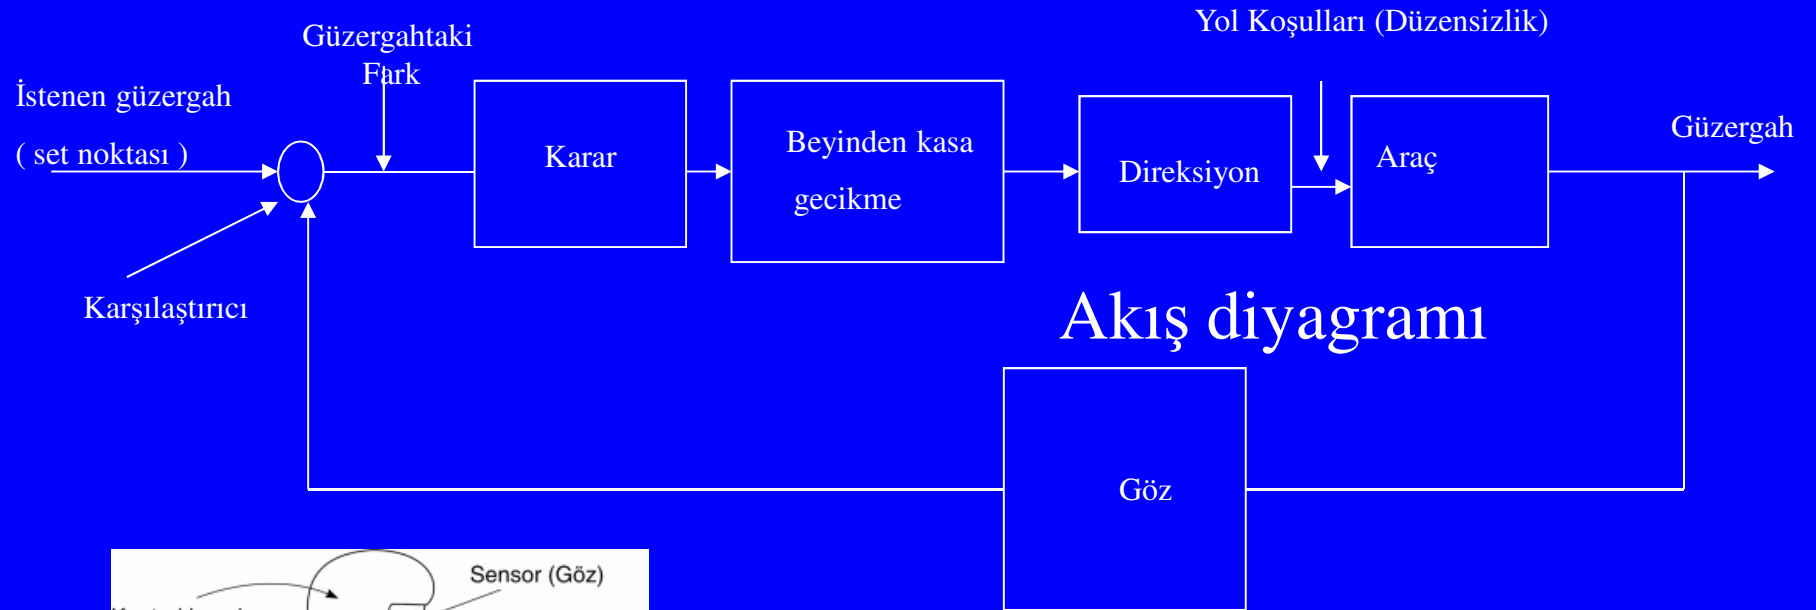 Yol Koşulları (Düzensizlik)
Güzergahtaki
Fark
İstenen güzergah
( set noktası )
Karar
Beyinden kasa
gecikme
Direksiyon
Araç
Güzergah
Karşılaştırıcı
Akış diyagramı
Göz
Sensor (Göz)